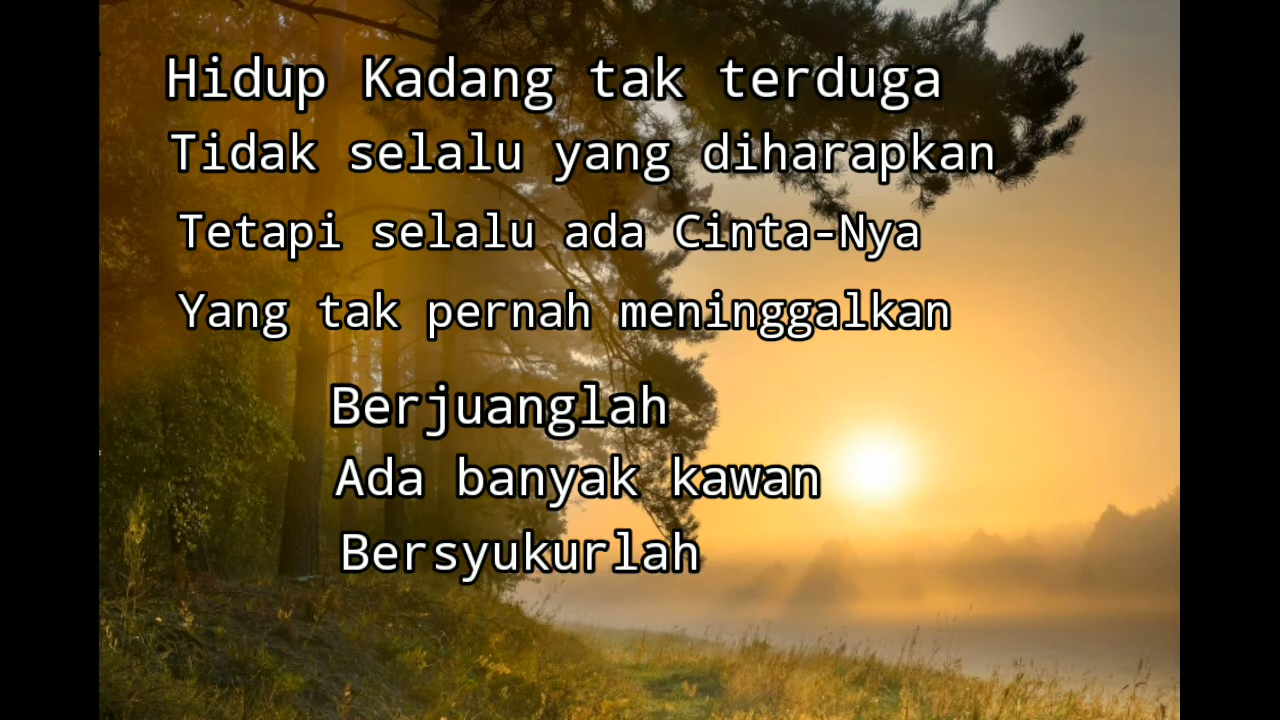 Hidup Kadang tak terduga
Tidak selalu yang diharapkan
Tetapi selalu ada Cinta-Nya
Yang tak pernah meninggalkan
Berjuanglah
Ada banyak kawan
Bersyukurlah